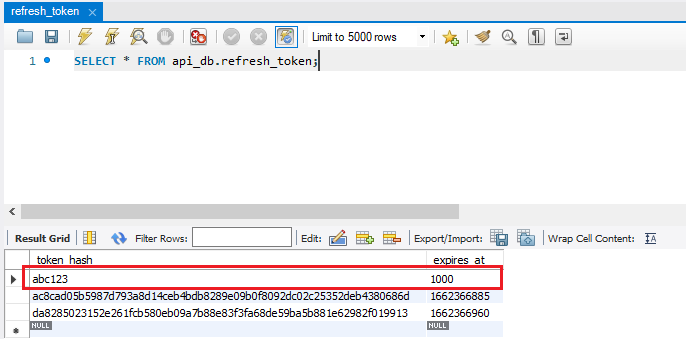 refresh_token
Limit to 5000 rows
1 SELECT * FROM api_db.refresh_token;
Result Grid Filter Rows: Edit: Export/Import: Wrap Cell Content:
token_hash expires_at
abc123 1000
ac8cad05b5987d793a8d14ceb4bdb8289e09b0f8092dc02c25352deb4380686d 1662366885
da8285023152e261fcb580eb09a7b88e83f3fa68de59ba5b881e62982f019913 1662366960
NULL NULL